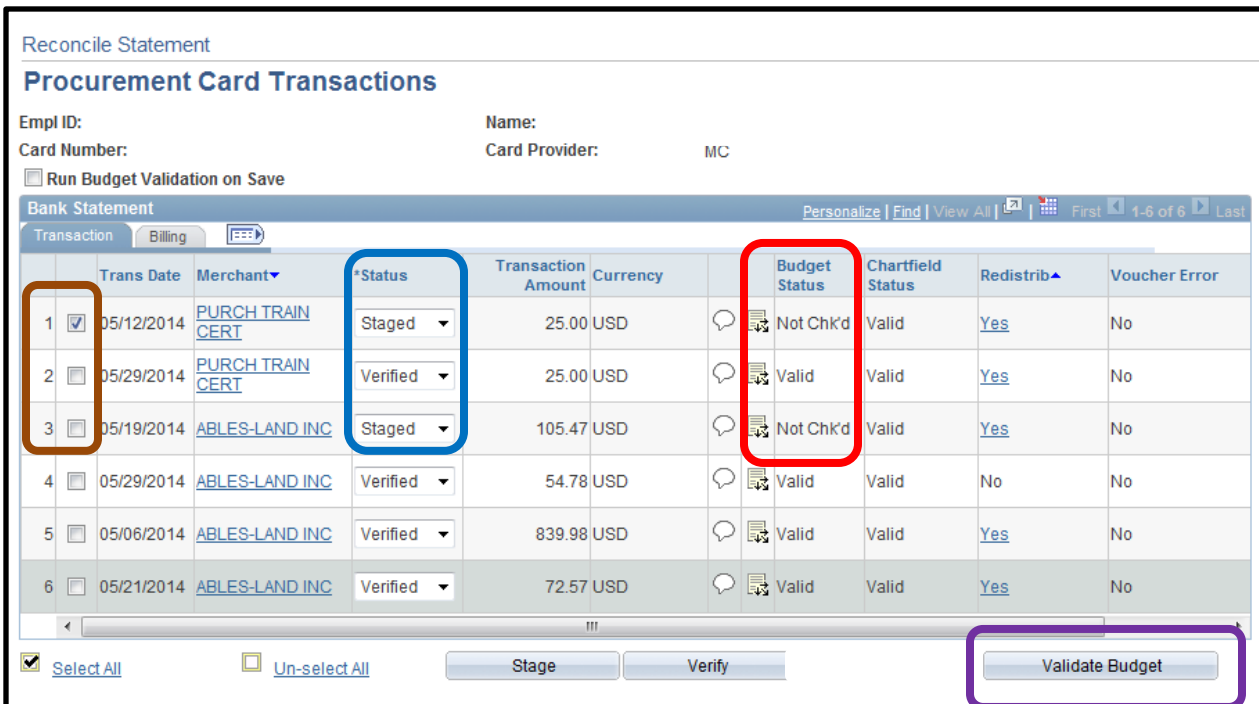 Reconcile Statement
Procurement Card Transactions
Empl ID: Name:
Card Number: Card Provider: MC
Run Budget Validation on Save
Bank Statement Personalize | Find | View All | | First 1-6 of 6 Last
Transaction Billing
Trans Date Merchant *Status Transaction Amount Currency Budget Status Chartfield Status Redistrib Voucher Error
1 05/12/2014 PURCH TRAIN CERT Staged 25.00 USD Not Chk'd Valid Yes No
2 05/29/2014 PURCH TRAIN CERT Verified 25.00 USD Valid Valid Yes No
3 05/19/2014 ABLES-LAND INC Staged 105.47 USD Not Chk'd Valid Yes No
4 05/29/2014 ABLES-LAND INC Verified 54.78 USD Valid Valid No No
5 05/06/2014 ABLES-LAND INC Verified 839.98 USD Valid Valid Yes No
6 05/21/2014 ABLES-LAND INC Verified 72.57 USD Valid Valid Yes No
Select All Un-select All Stage Verify Validate Budget